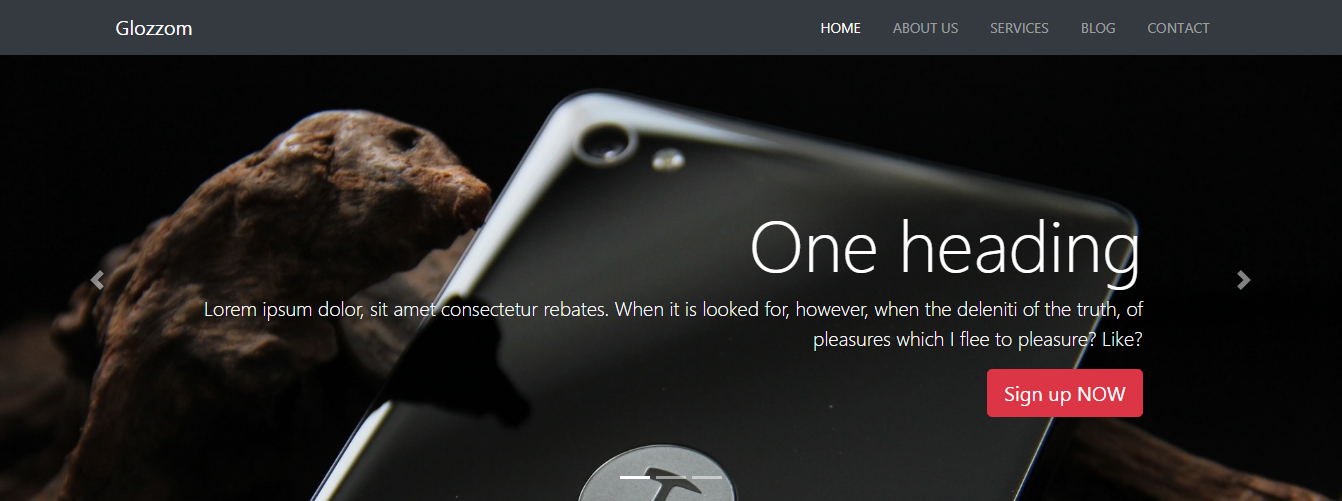 Glozzom
HOME ABOUT US SERVICES BLOG CONTACT
One heading
Lorem ipsum dolor, sit amet consectetur rebates. When it is looked for, however, when the deleniti of the truth, of
pleasures which I flee to pleasure? Like?
Sign up NOW